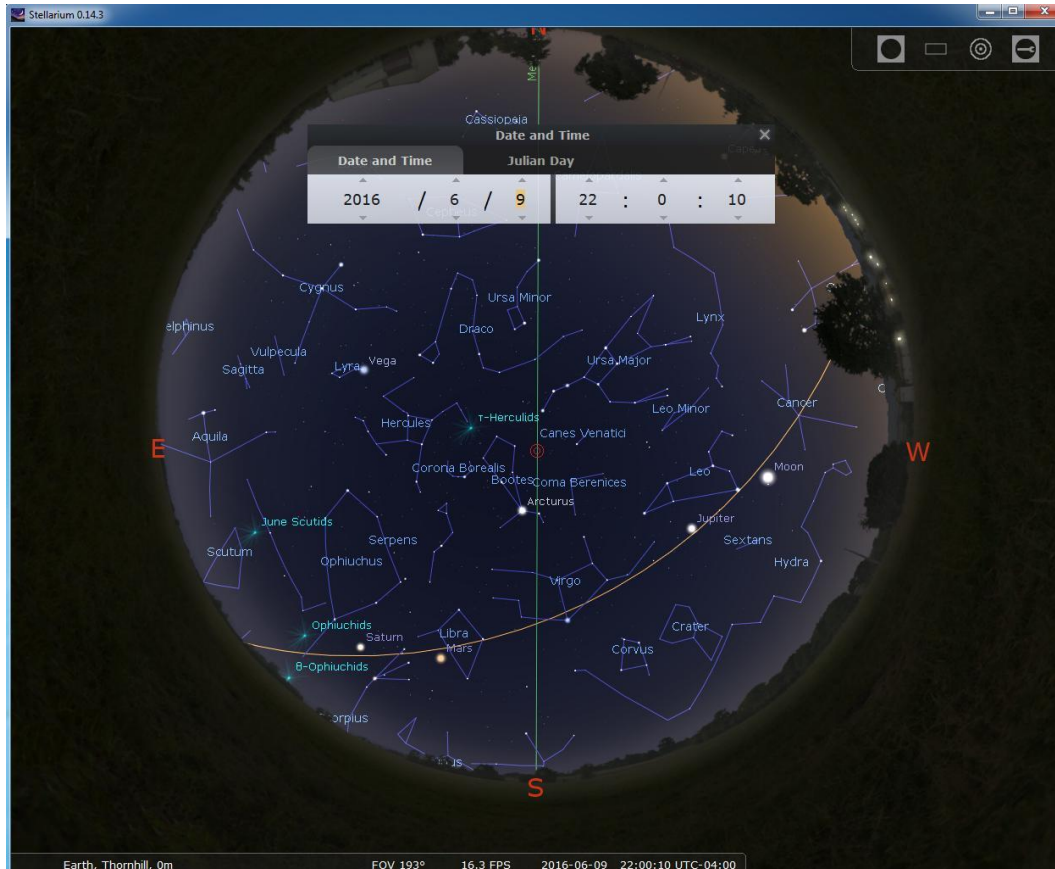 Stellarium 0.14.3
N
Me
Cassiopeia
Date and Time
Date and Time Julian Day
2016 / 6 / 9 22 : 0 : 10
Cygnus
Ursa Minor
Lynx
elphinus
Draco
Vulpecula
Lyra Vega
Ursa Major
Sagitta
Leo Minor
Cancer
Hercules
τ-Herculids
Aquila
Canes Venatici
E
W
Corona Borealis
Leo
Moon
Bootes
Coma Berenices
Arcturus
June Scutids
Jupiter
Serpens
Sextans
Scutum
Ophiuchus
Hydra
Virgo
Ophiuchids
Saturn
Libra
Crater
Mars
Corvus
θ-Ophiuchids
orpius
us
S
Earth, Thornhill, 0m FOV 193° 16.3 FPS 2016-06-09 22:00:10 UTC-04:00